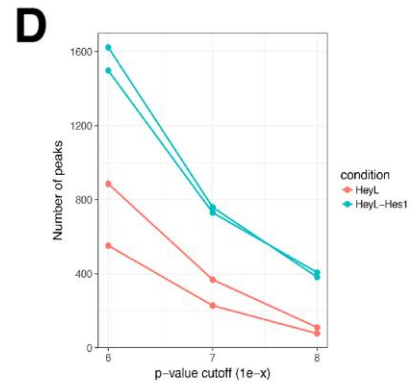 D
1600
1200
800
400
0
6 7 8
Number of peaks
p-value cutoff (1e-x)
condition
HeyL
HeyL-Hes1